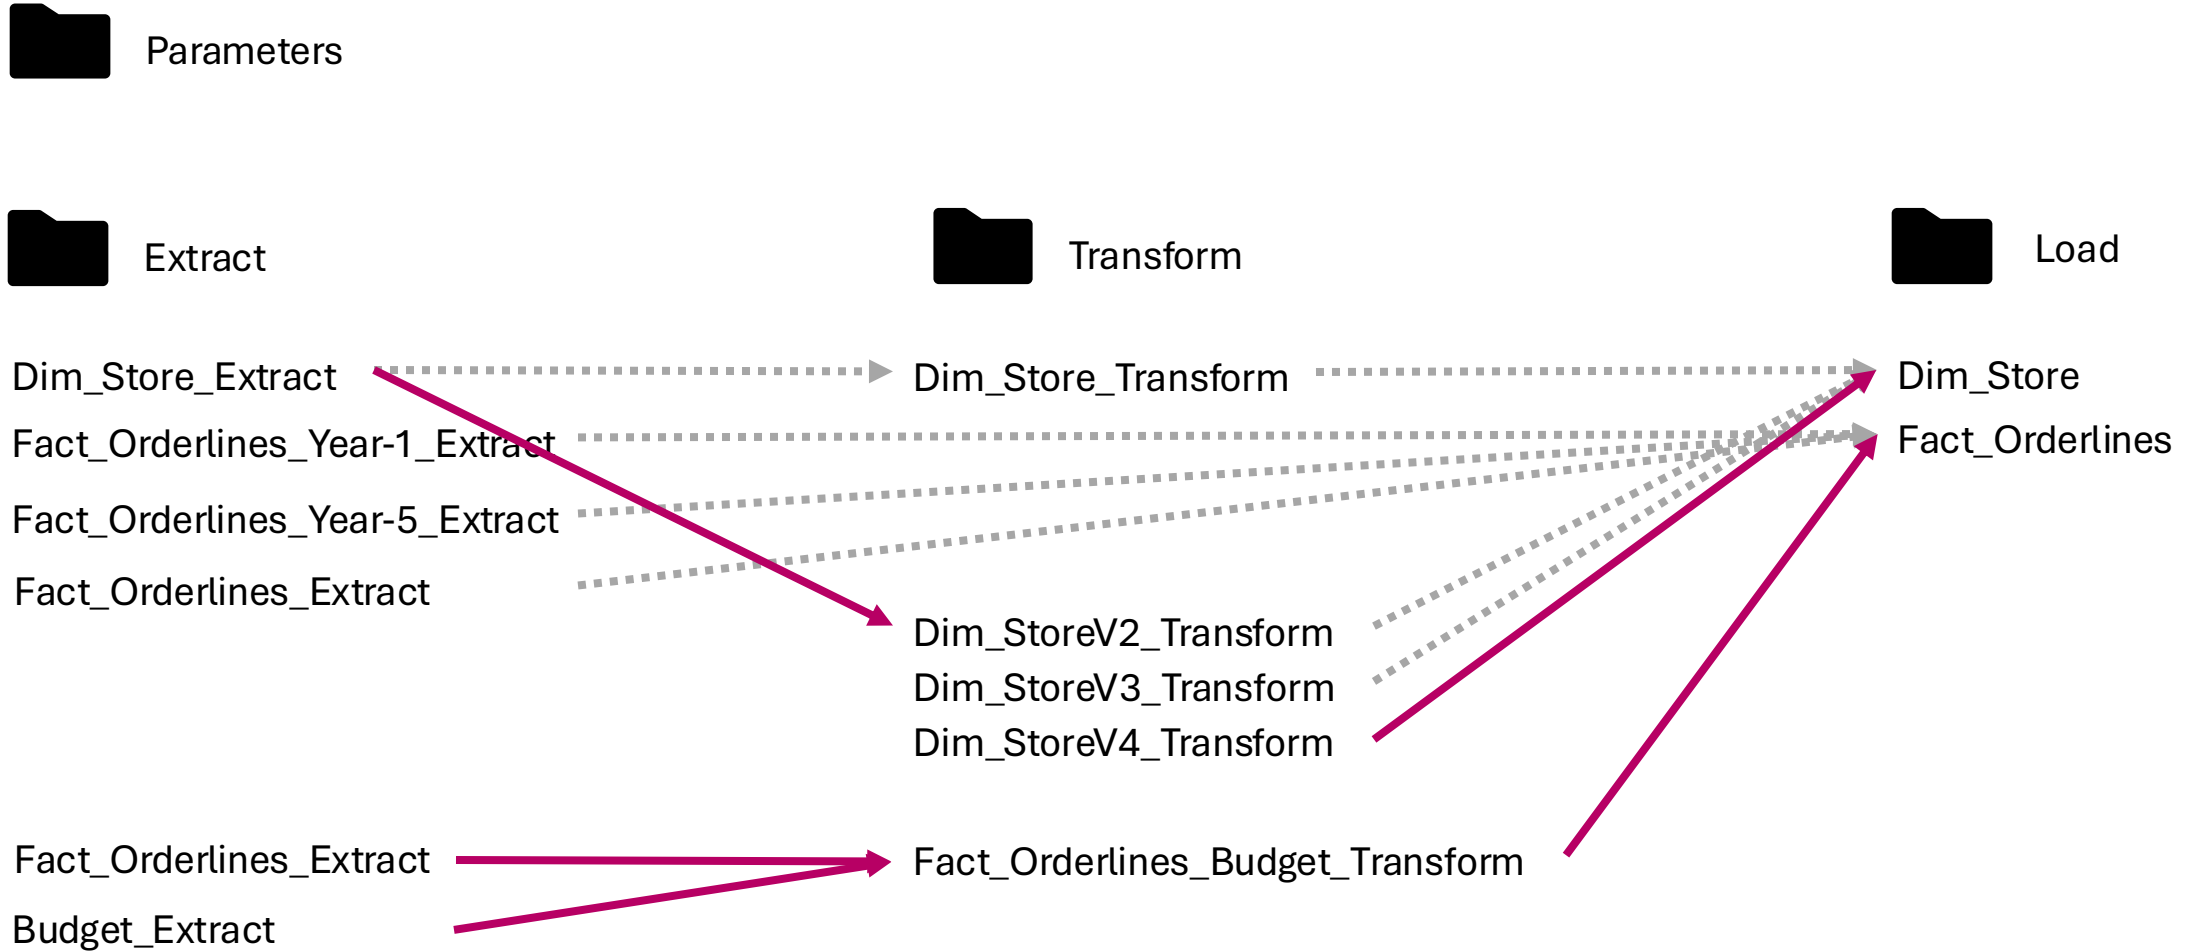 Parameters
Extract
Transform
Load
Dim_Store_Extract
Dim_Store_Transform
Dim_Store
Fact_Orderlines_Year-1_Extract
Fact_Orderlines
Fact_Orderlines_Year-5_Extract
Fact_Orderlines_Extract
Dim_StoreV2_Transform
Dim_StoreV3_Transform
Dim_StoreV4_Transform
Fact_Orderlines_Extract
Fact_Orderlines_Budget_Transform
Budget_Extract